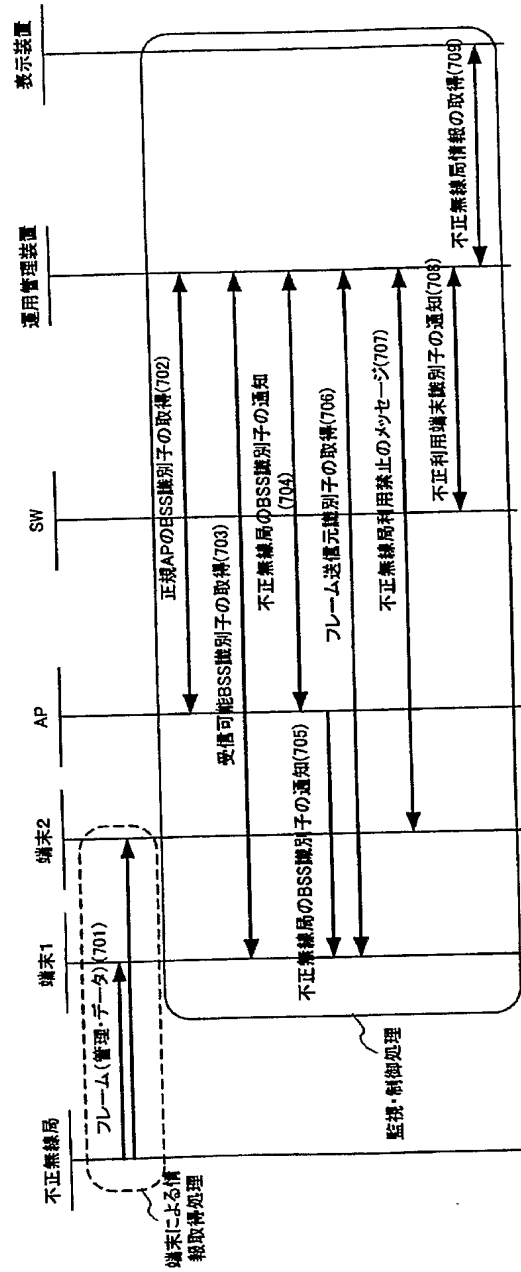 不正無線局
端末1
端末2
AP
SW
運用管理装置
表示装置
フレーム(管理・データ)(701)
端末による情
報取得処理
正規APのBSS識別子の取得(702)
受信可能BSS識別子の取得(703)
不正無線局のBSS識別子の通知
(704)
不正無線局のBSS識別子の通知(705)
フレーム送信元識別子の取得(706)
不正無線局利用禁止のメッセージ(707)
不正利用端末識別子の通知(708)
不正無線局情報の取得(709)
監視・制御処理